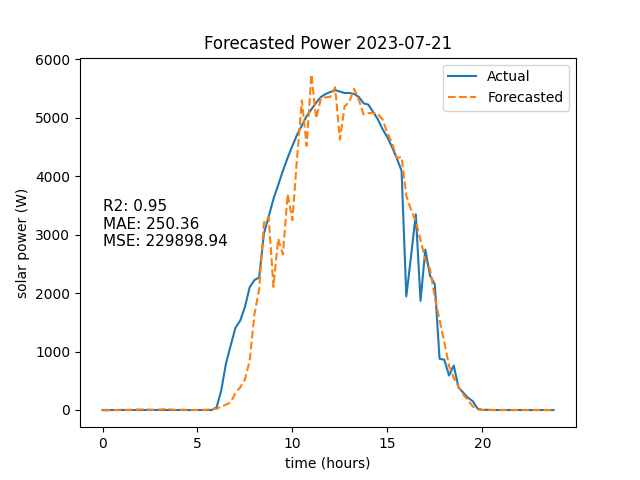 Forecasted Power 2023-07-21
Actual
Forecasted
6000
5000
4000
3000
2000
1000
0
solar power (W)
R2: 0.95
MAE: 250.36
MSE: 229898.94
0 5 10 15 20
time (hours)